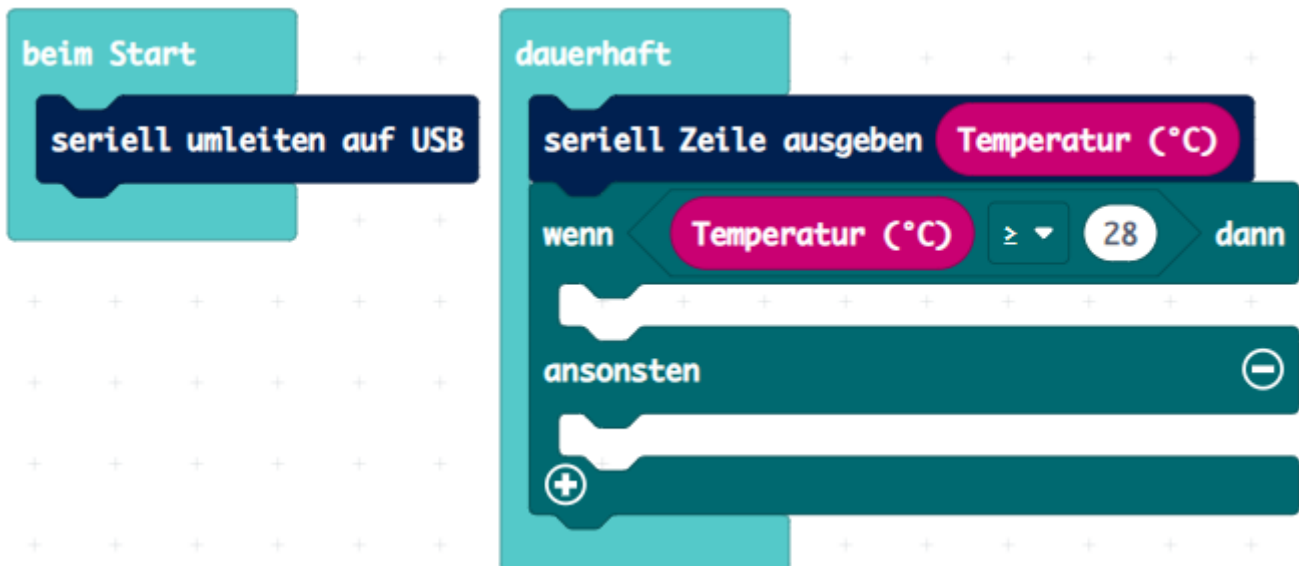 beim Start
seriell umleiten auf USB
dauerhaft
seriell Zeile ausgeben Temperatur (°C)
wenn Temperatur (°C) ≥ 28 dann
ansonsten